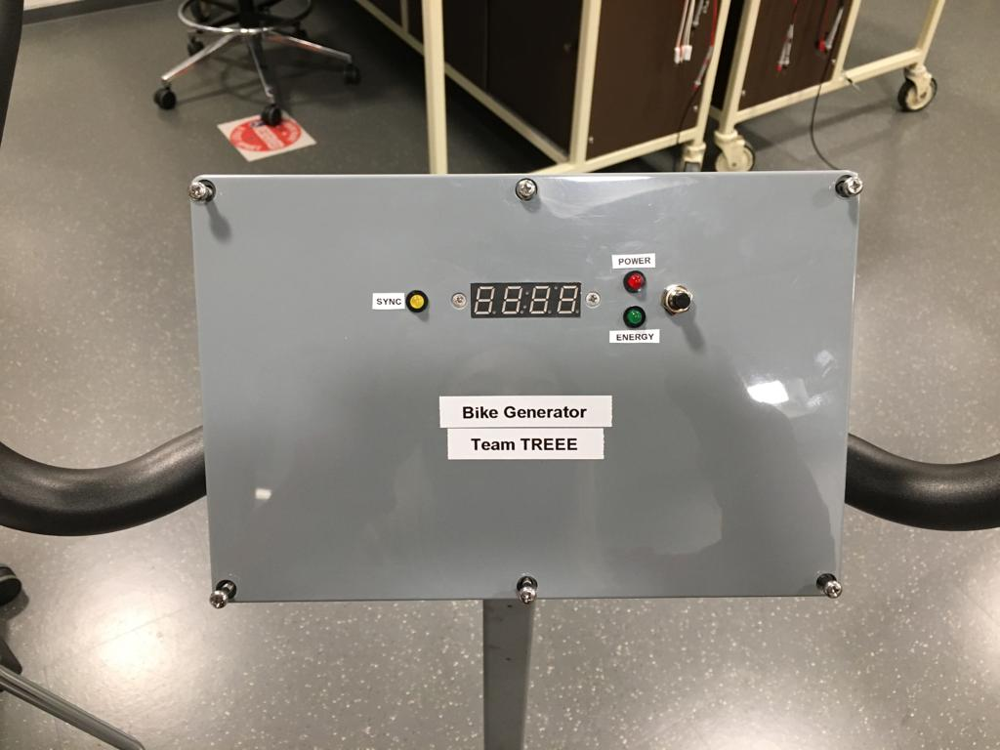 POWER
SYNC
ENERGY
Bike Generator
Team TREEE